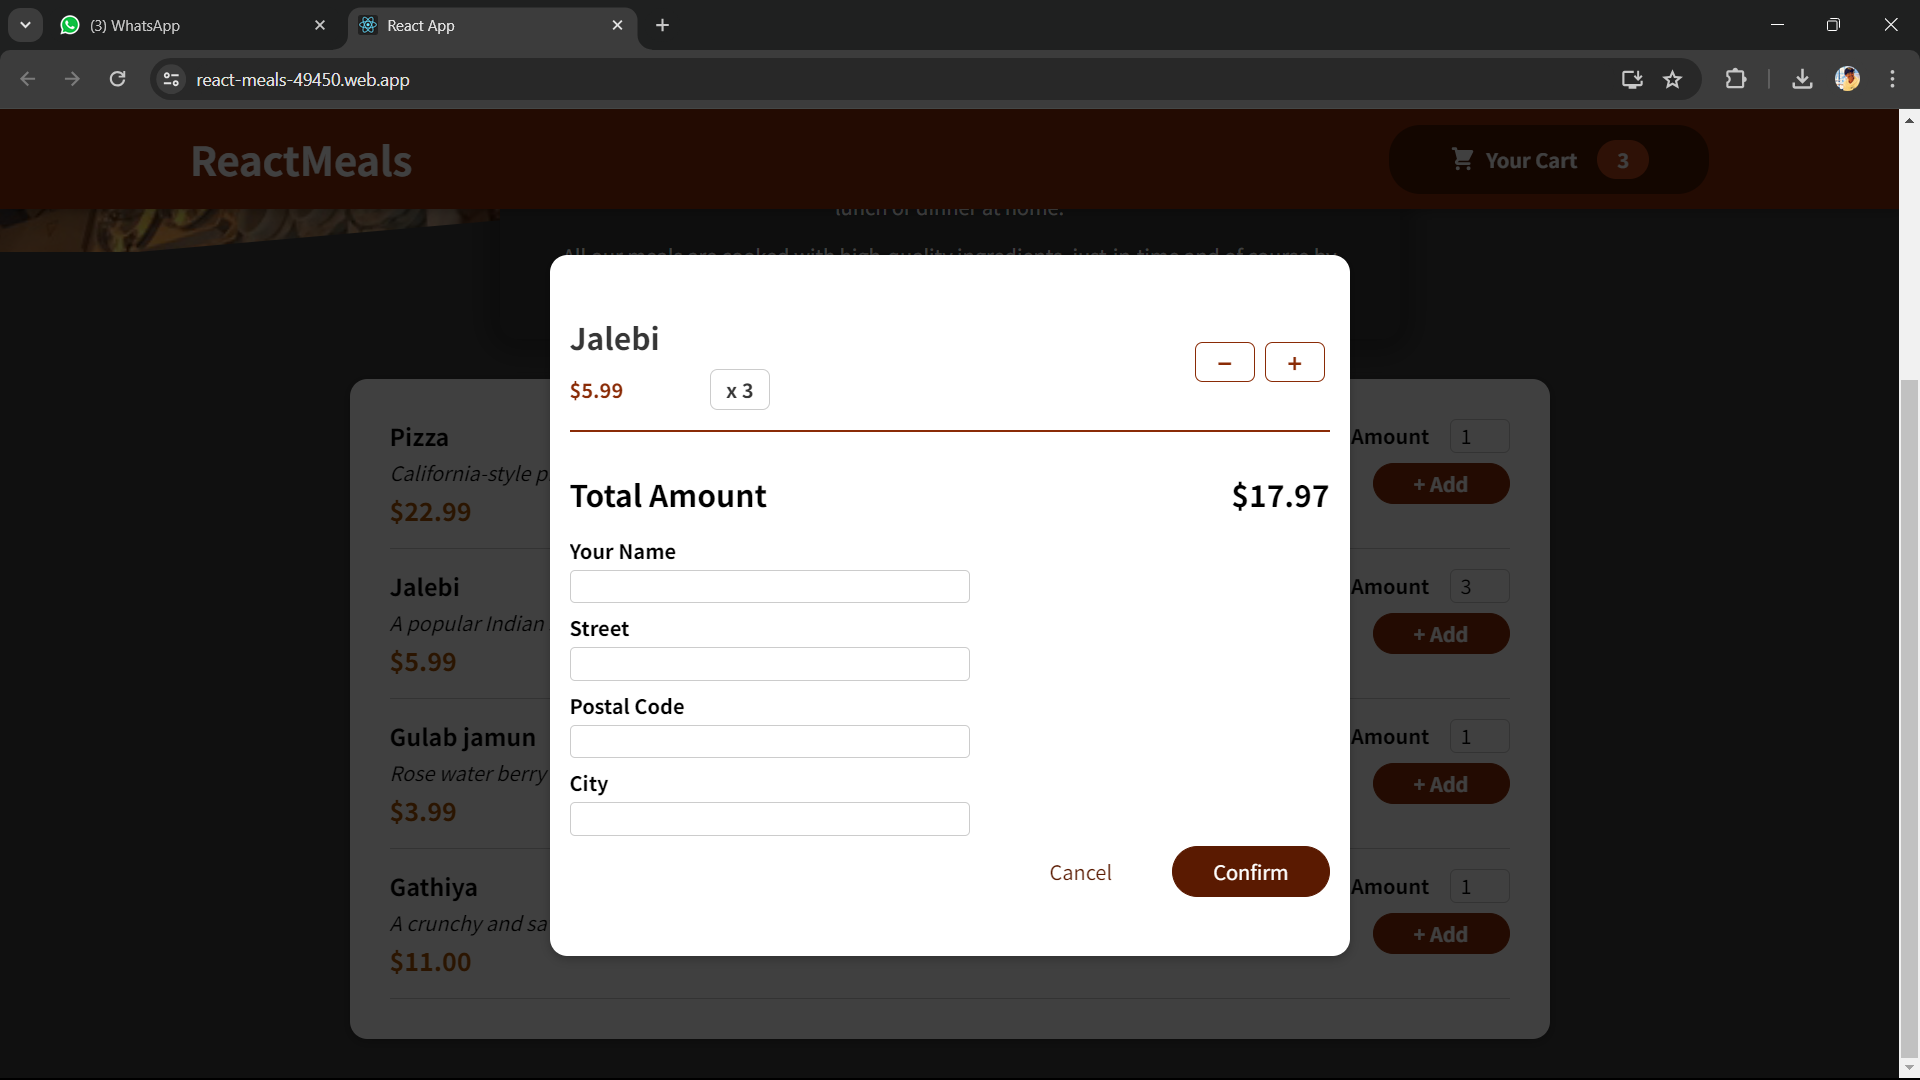 (3) WhatsApp
React App
react-meals-49450.web.app
ReactMeals
Your Cart 3
lunch or dinner at home.
All our meals are cooked with high-quality ingredients, just-in-time and of course by
Jalebi
$5.99 x 3
− +
Total Amount $17.97
Your Name
Street
Postal Code
City
Cancel Confirm
Pizza
California-style p
$22.99
Amount 1
+ Add
Jalebi
A popular Indian
$5.99
Amount 3
+ Add
Gulab jamun
Rose water berry
$3.99
Amount 1
+ Add
Gathiya
A crunchy and sa
$11.00
Amount 1
+ Add